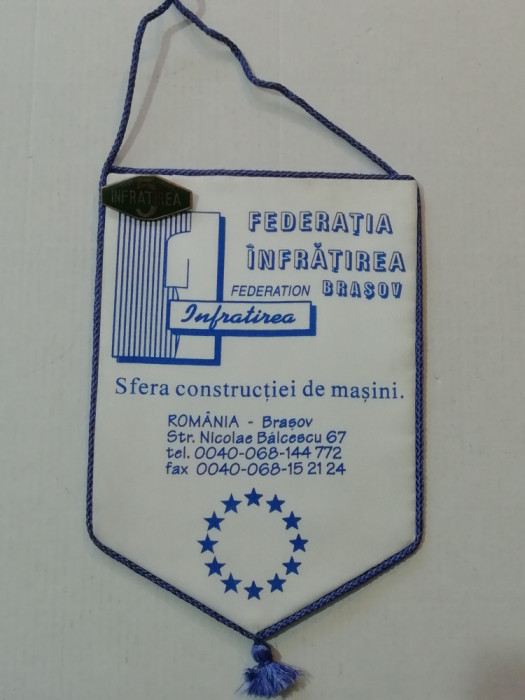 INFRATIREA
FEDERAȚIA
ÎNFRĂȚIREA
FEDERATION BRAȘOV
Infratirea
Sfera construcției de mașini.
ROMÂNIA - Brașov
Str. Nicolae Bălcescu 67
tel. 0040-068-144 772
fax 0040-068-15 21 24